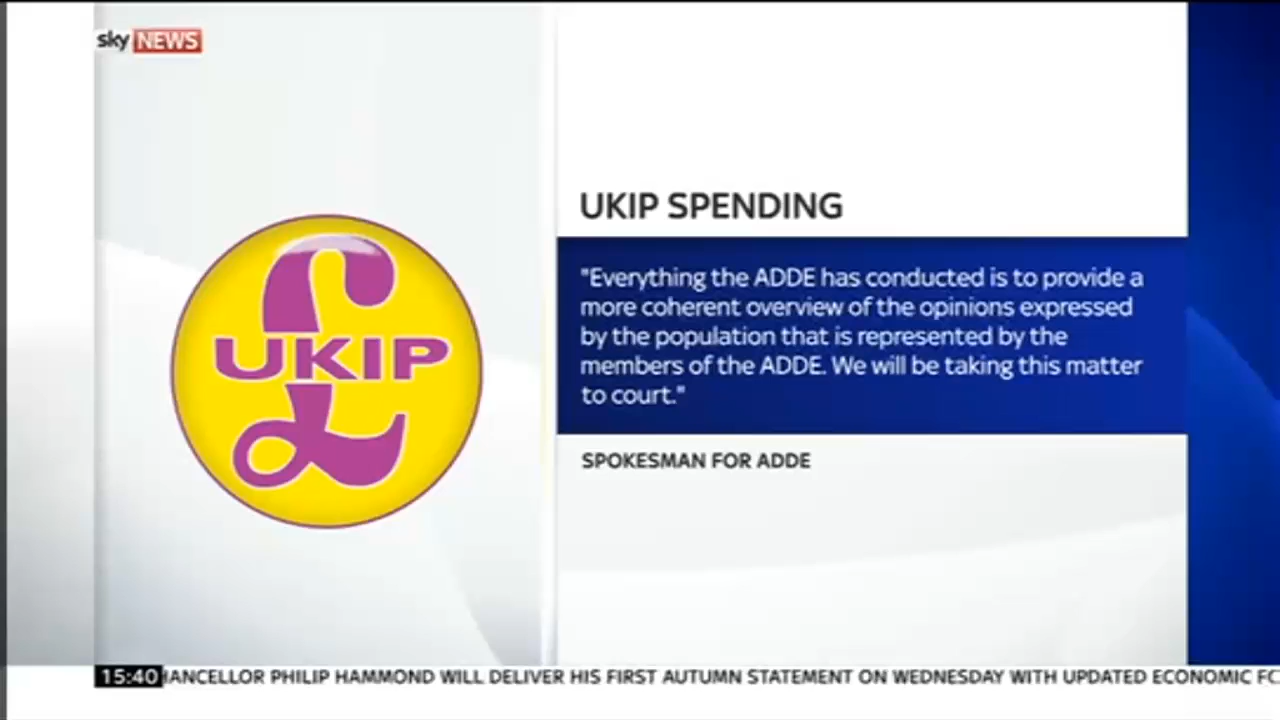 sky NEWS
UKIP SPENDING
"Everything the ADDE has conducted is to provide a
more coherent overview of the opinions expressed
by the population that is represented by the
members of the ADDE. We will be taking this matter
to court."
SPOKESMAN FOR ADDE
UKIP
15:40 HANCELLOR PHILIP HAMMOND WILL DELIVER HIS FIRST AUTUMN STATEMENT ON WEDNESDAY WITH UPDATED ECONOMIC FC